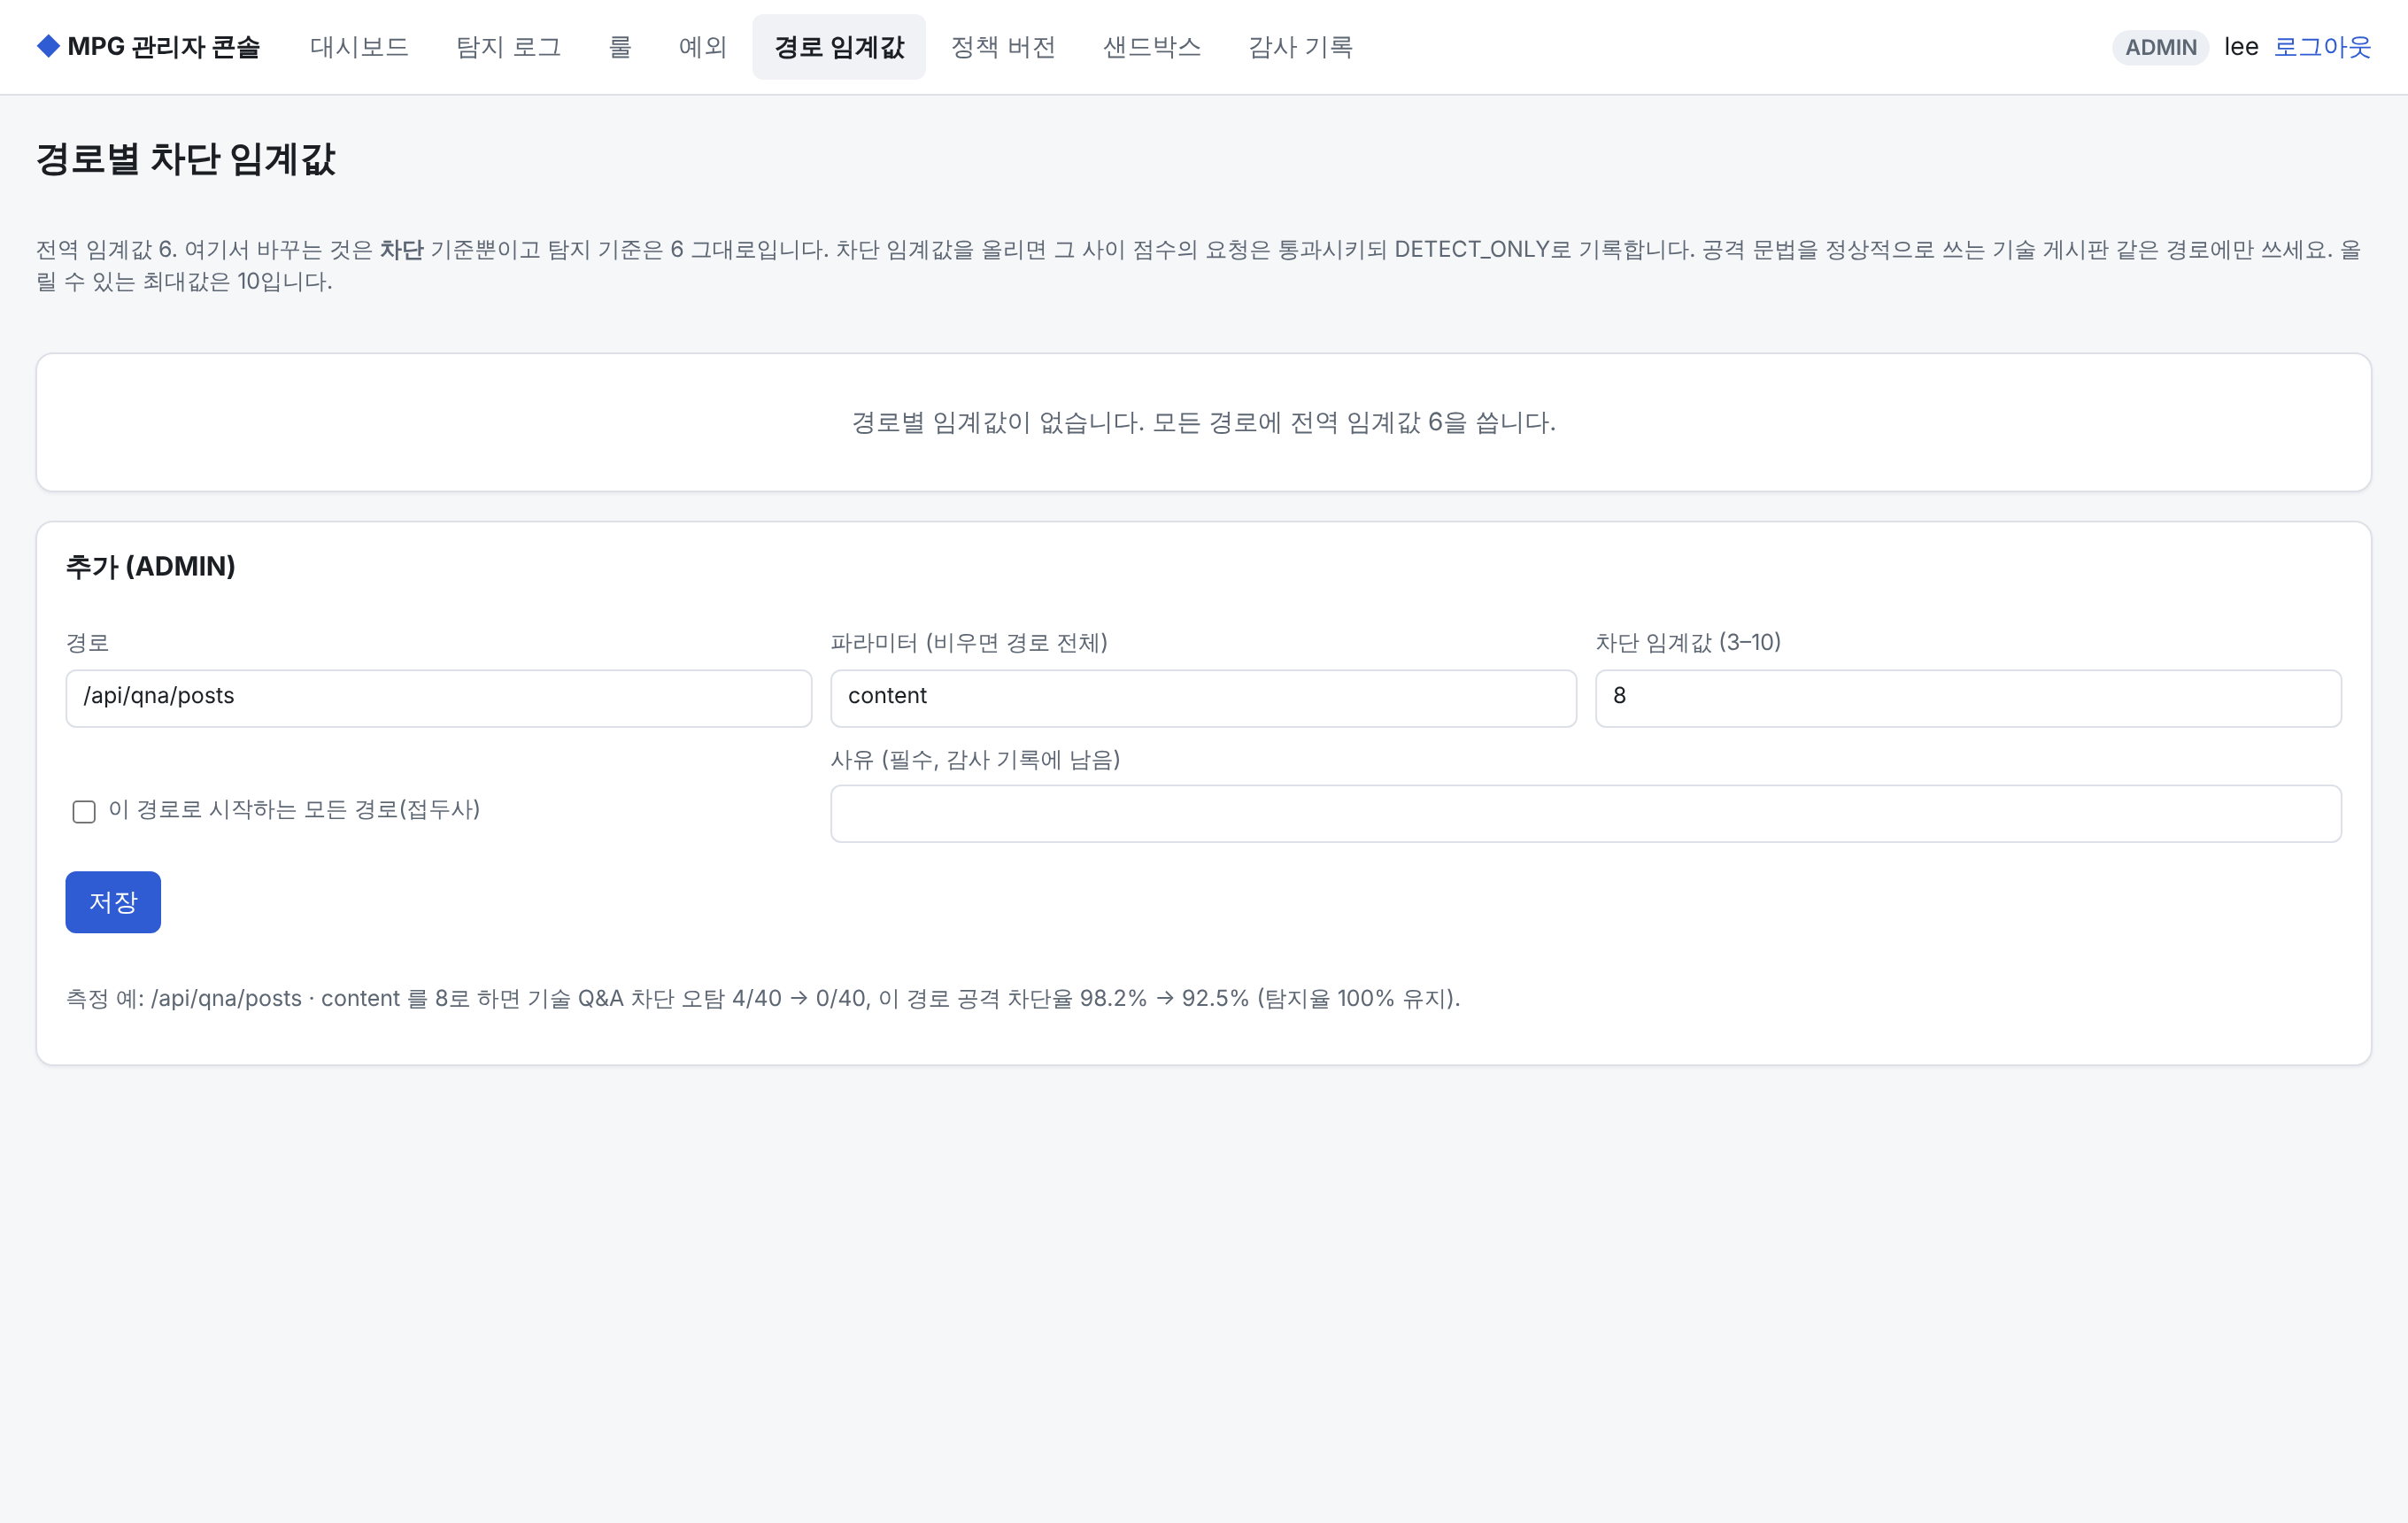 MPG 관리자 콘솔 대시보드 탐지 로그 룰 예외 경로 임계값 정책 버전 샌드박스 감사 기록 ADMIN lee 로그아웃
경로별 차단 임계값
전역 임계값 6. 여기서 바꾸는 것은 차단 기준뿐이고 탐지 기준은 6 그대로입니다. 차단 임계값을 올리면 그 사이 점수의 요청은 통과시키되 DETECT_ONLY로 기록합니다. 공격 문법을 정상적으로 쓰는 기술 게시판 같은 경로에만 쓰세요. 올
릴 수 있는 최대값은 10입니다.
경로별 임계값이 없습니다. 모든 경로에 전역 임계값 6을 씁니다.
추가 (ADMIN)
경로 파라미터 (비우면 경로 전체) 차단 임계값 (3–10)
/api/qna/posts content 8
사유 (필수, 감사 기록에 남음)
이 경로로 시작하는 모든 경로(접두사)
저장
측정 예: /api/qna/posts · content 를 8로 하면 기술 Q&A 차단 오탐 4/40 → 0/40, 이 경로 공격 차단율 98.2% → 92.5% (탐지율 100% 유지).